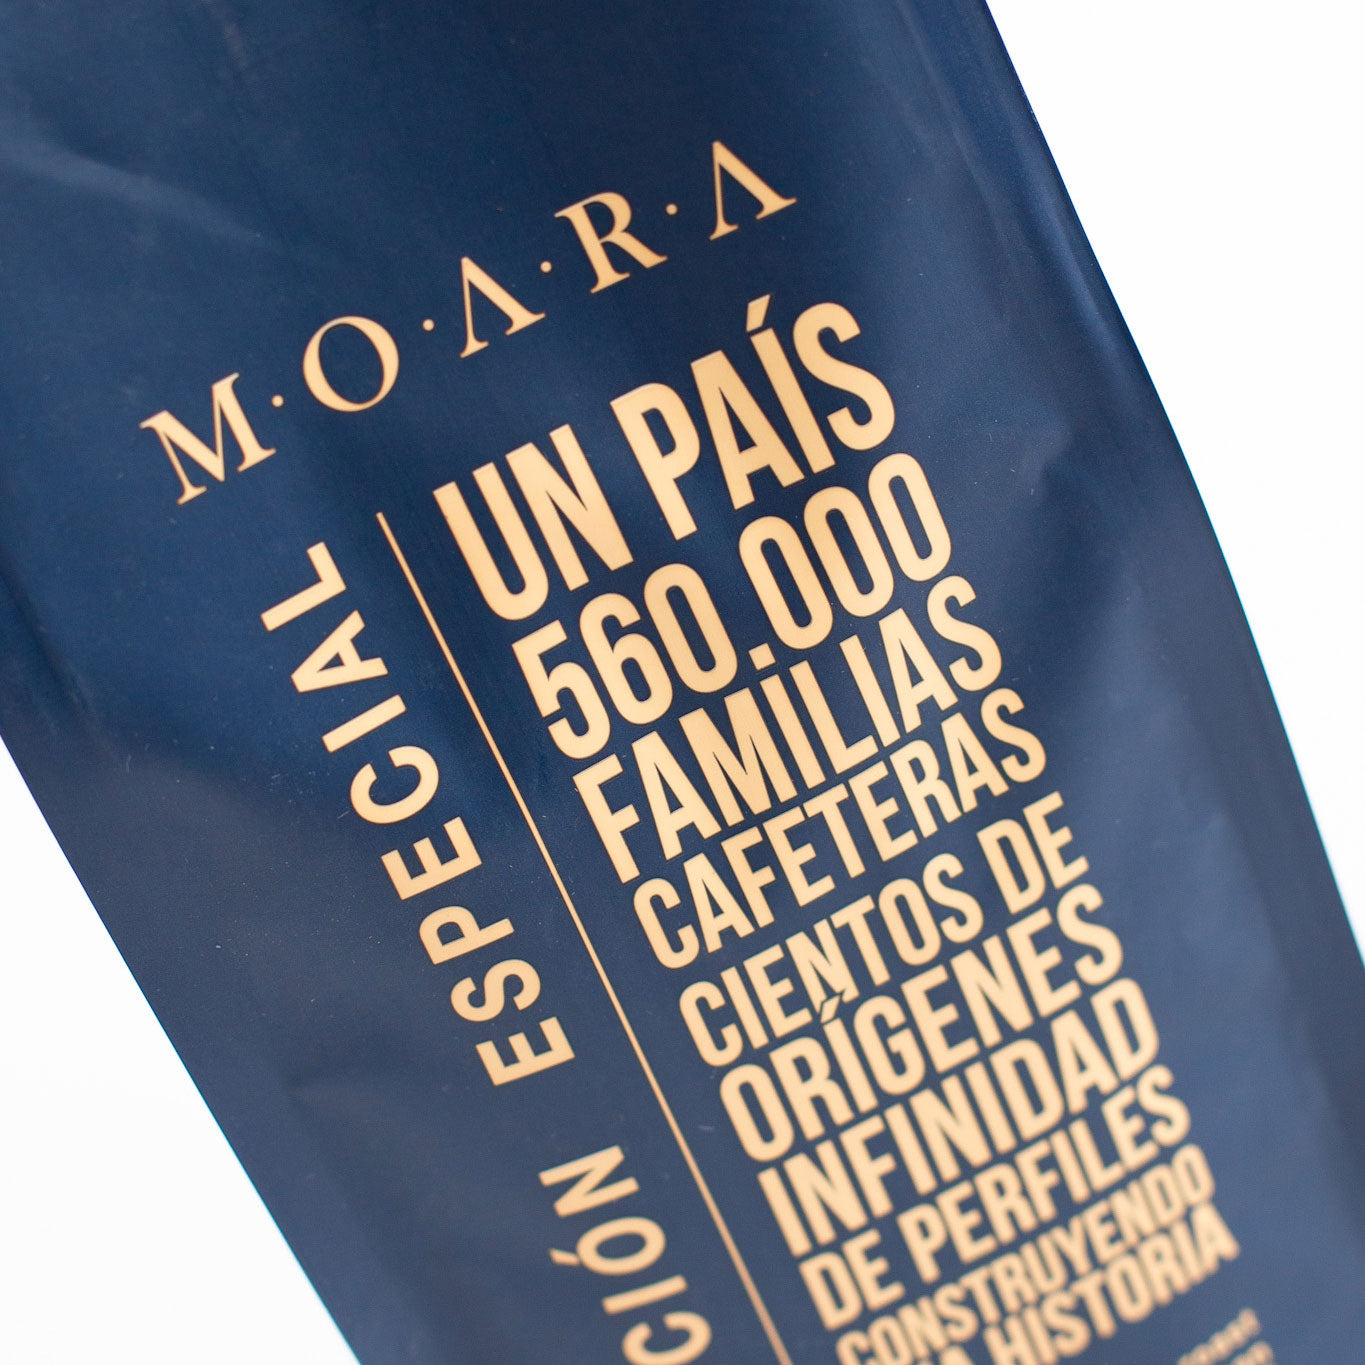 M·O·A·R·A
UN PAÍS
560.000
FAMILIAS
CAFETERAS
CIENTOS DE
ORÍGENES
INFINIDAD
DE PERFILES
CONSTRUYENDO
HISTORIA
CIÓN ESPECIAL